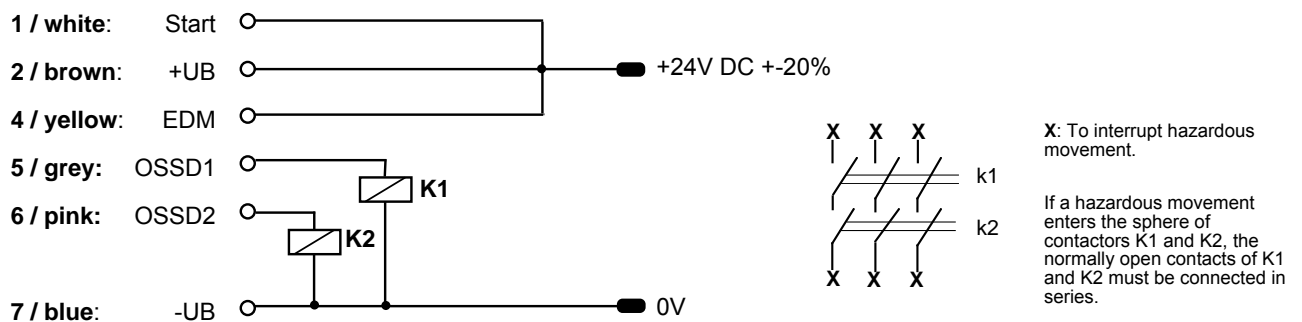 1 / white: Start
2 / brown: +UB +24V DC +-20%
4 / yellow: EDM
5 / grey: OSSD1
K1
6 / pink: OSSD2
K2
7 / blue: -UB 0V
X X X
k1
k2
X X X
X: To interrupt hazardous
movement.
If a hazardous movement
enters the sphere of
contactors K1 and K2, the
normally open contacts of K1
and K2 must be connected in
series.